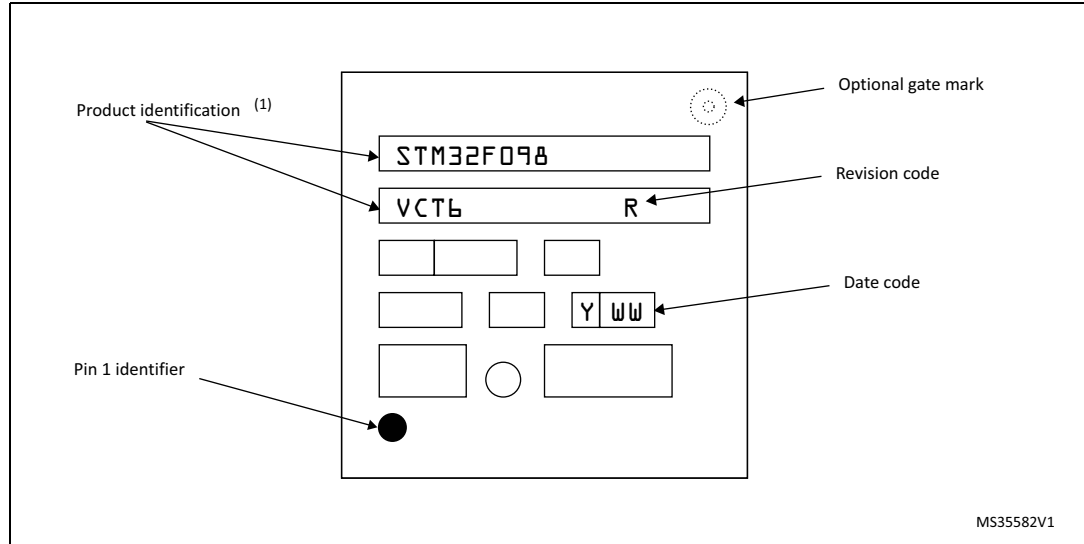 Optional gate mark
Product identification (1)
STM32F098
Revision code
VCT6 R
Date code
Y WW
Pin 1 identifier
MS35582V1